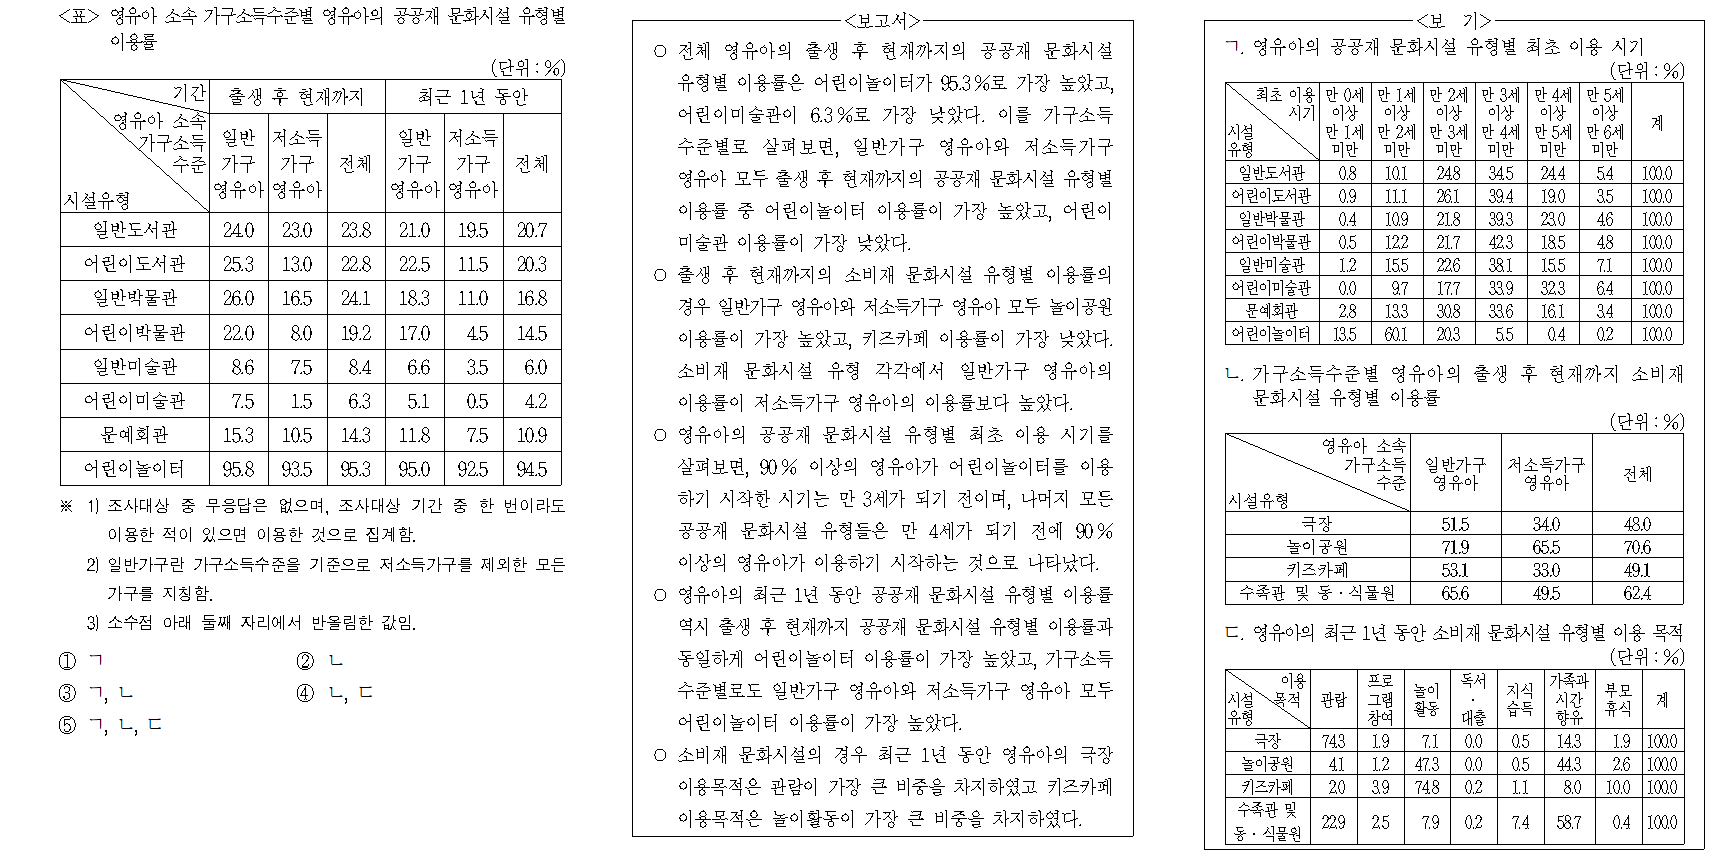 <표> 영유아 소속 가구소득수준별 영유아의 공공재 문화시설 유형별
이용률
(단위 : %)
기간 출생 후 현재까지 최근 1년 동안
영유아 소속
가구소득
수준
시설유형
일반
가구
영유아
저소득
가구
영유아
전체
일반
가구
영유아
저소득
가구
영유아
전체
일반도서관 24.0 23.0 23.8 21.0 19.5 20.7
어린이도서관 25.3 13.0 22.8 22.5 11.5 20.3
일반박물관 26.0 16.5 24.1 18.3 11.0 16.8
어린이박물관 22.0 8.0 19.2 17.0 4.5 14.5
일반미술관 8.6 7.5 8.4 6.6 3.5 6.0
어린이미술관 7.5 1.5 6.3 5.1 0.5 4.2
문예회관 15.3 10.5 14.3 11.8 7.5 10.9
어린이놀이터 95.8 93.5 95.3 95.0 92.5 94.5
※ 1) 조사대상 중 무응답은 없으며, 조사대상 기간 중 한 번이라도
이용한 적이 있으면 이용한 것으로 집계함.
2) 일반가구란 가구소득수준을 기준으로 저소득가구를 제외한 모든
가구를 지칭함.
3) 소수점 아래 둘째 자리에서 반올림한 값임.
① ㄱ ② ㄴ
③ ㄱ, ㄴ ④ ㄴ, ㄷ
⑤ ㄱ, ㄴ, ㄷ
<보고서>
○ 전체 영유아의 출생 후 현재까지의 공공재 문화시설
유형별 이용률은 어린이놀이터가 95.3 %로 가장 높았고,
어린이미술관이 6.3 %로 가장 낮았다. 이를 가구소득
수준별로 살펴보면, 일반가구 영유아와 저소득가구
영유아 모두 출생 후 현재까지의 공공재 문화시설 유형별
이용률 중 어린이놀이터 이용률이 가장 높았고, 어린이
미술관 이용률이 가장 낮았다.
○ 출생 후 현재까지의 소비재 문화시설 유형별 이용률의
경우 일반가구 영유아와 저소득가구 영유아 모두 놀이공원
이용률이 가장 높았고, 키즈카페 이용률이 가장 낮았다.
소비재 문화시설 유형 각각에서 일반가구 영유아의
이용률이 저소득가구 영유아의 이용률보다 높았다.
○ 영유아의 공공재 문화시설 유형별 최초 이용 시기를
살펴보면, 90 % 이상의 영유아가 어린이놀이터를 이용
하기 시작한 시기는 만 3세가 되기 전이며, 나머지 모든
공공재 문화시설 유형들은 만 4세가 되기 전에 90 %
이상의 영유아가 이용하기 시작하는 것으로 나타났다.
○ 영유아의 최근 1년 동안 공공재 문화시설 유형별 이용률
역시 출생 후 현재까지 공공재 문화시설 유형별 이용률과
동일하게 어린이놀이터 이용률이 가장 높았고, 가구소득
수준별로도 일반가구 영유아와 저소득가구 영유아 모두
어린이놀이터 이용률이 가장 높았다.
○ 소비재 문화시설의 경우 최근 1년 동안 영유아의 극장
이용목적은 관람이 가장 큰 비중을 차지하였고 키즈카페
이용목적은 놀이활동이 가장 큰 비중을 차지하였다.
<보 기>
ㄱ. 영유아의 공공재 문화시설 유형별 최초 이용 시기
(단위 : %)
최초 이용
시기
시설
유형
만 0세
이상
만 1세
미만
만 1세
이상
만 2세
미만
만 2세
이상
만 3세
미만
만 3세
이상
만 4세
미만
만 4세
이상
만 5세
미만
만 5세
이상
만 6세
미만
계
일반도서관 0.8 10.1 24.8 34.5 24.4 5.4 100.0
어린이도서관 0.9 11.1 26.1 39.4 19.0 3.5 100.0
일반박물관 0.4 10.9 21.8 39.3 23.0 4.6 100.0
어린이박물관 0.5 12.2 21.7 42.3 18.5 4.8 100.0
일반미술관 1.2 15.5 22.6 38.1 15.5 7.1 100.0
어린이미술관 0.0 9.7 17.7 33.9 32.3 6.4 100.0
문예회관 2.8 13.3 30.8 33.6 16.1 3.4 100.0
어린이놀이터 13.5 60.1 20.3 5.5 0.4 0.2 100.0
ㄴ. 가구소득수준별 영유아의 출생 후 현재까지 소비재
문화시설 유형별 이용률
(단위 : %)
영유아 소속
가구소득
수준
시설유형
일반가구
영유아
저소득가구
영유아
전체
극장 51.5 34.0 48.0
놀이공원 71.9 65.5 70.6
키즈카페 53.1 33.0 49.1
수족관 및 동·식물원 65.6 49.5 62.4
ㄷ. 영유아의 최근 1년 동안 소비재 문화시설 유형별 이용 목적
(단위 : %)
이용
목적
시설
유형
관람
프로
그램
참여
놀이
활동
독서
·
대출
지식
습득
가족과
시간
향유
부모
휴식
계
극장 74.3 1.9 7.1 0.0 0.5 14.3 1.9 100.0
놀이공원 4.1 1.2 47.3 0.0 0.5 44.3 2.6 100.0
키즈카페 2.0 3.9 74.8 0.2 1.1 8.0 10.0 100.0
수족관 및
동·식물원 22.9 2.5 7.9 0.2 7.4 58.7 0.4 100.0